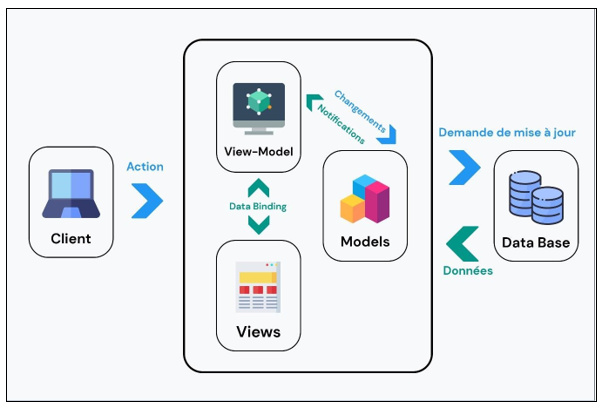 Client
Action
View-Model
Data Binding
Views
Changements
Notifications
Models
Demande de mise à jour
Données
Data Base